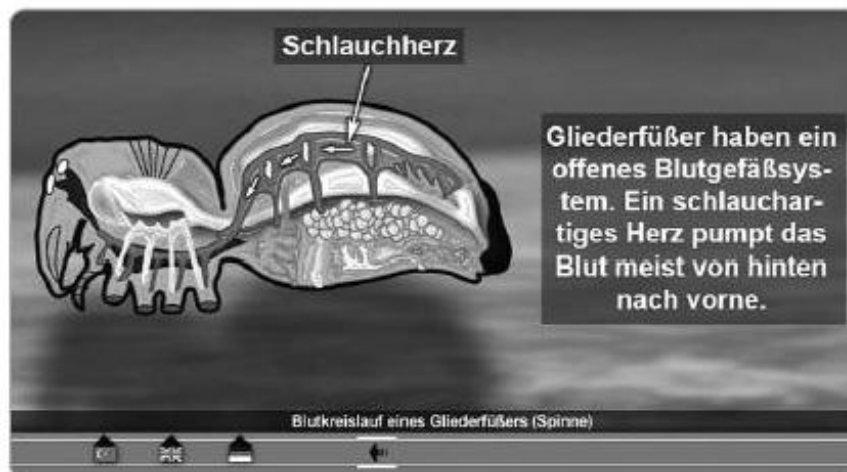 Schlauchherz
Gliederfüßer haben ein
offenes Blutgefäßsys-
tem. Ein schlauchar-
tiges Herz pumpt das
Blut meist von hinten
nach vorne.
Blutkreislauf eines Gliederfüßers (Spinne)